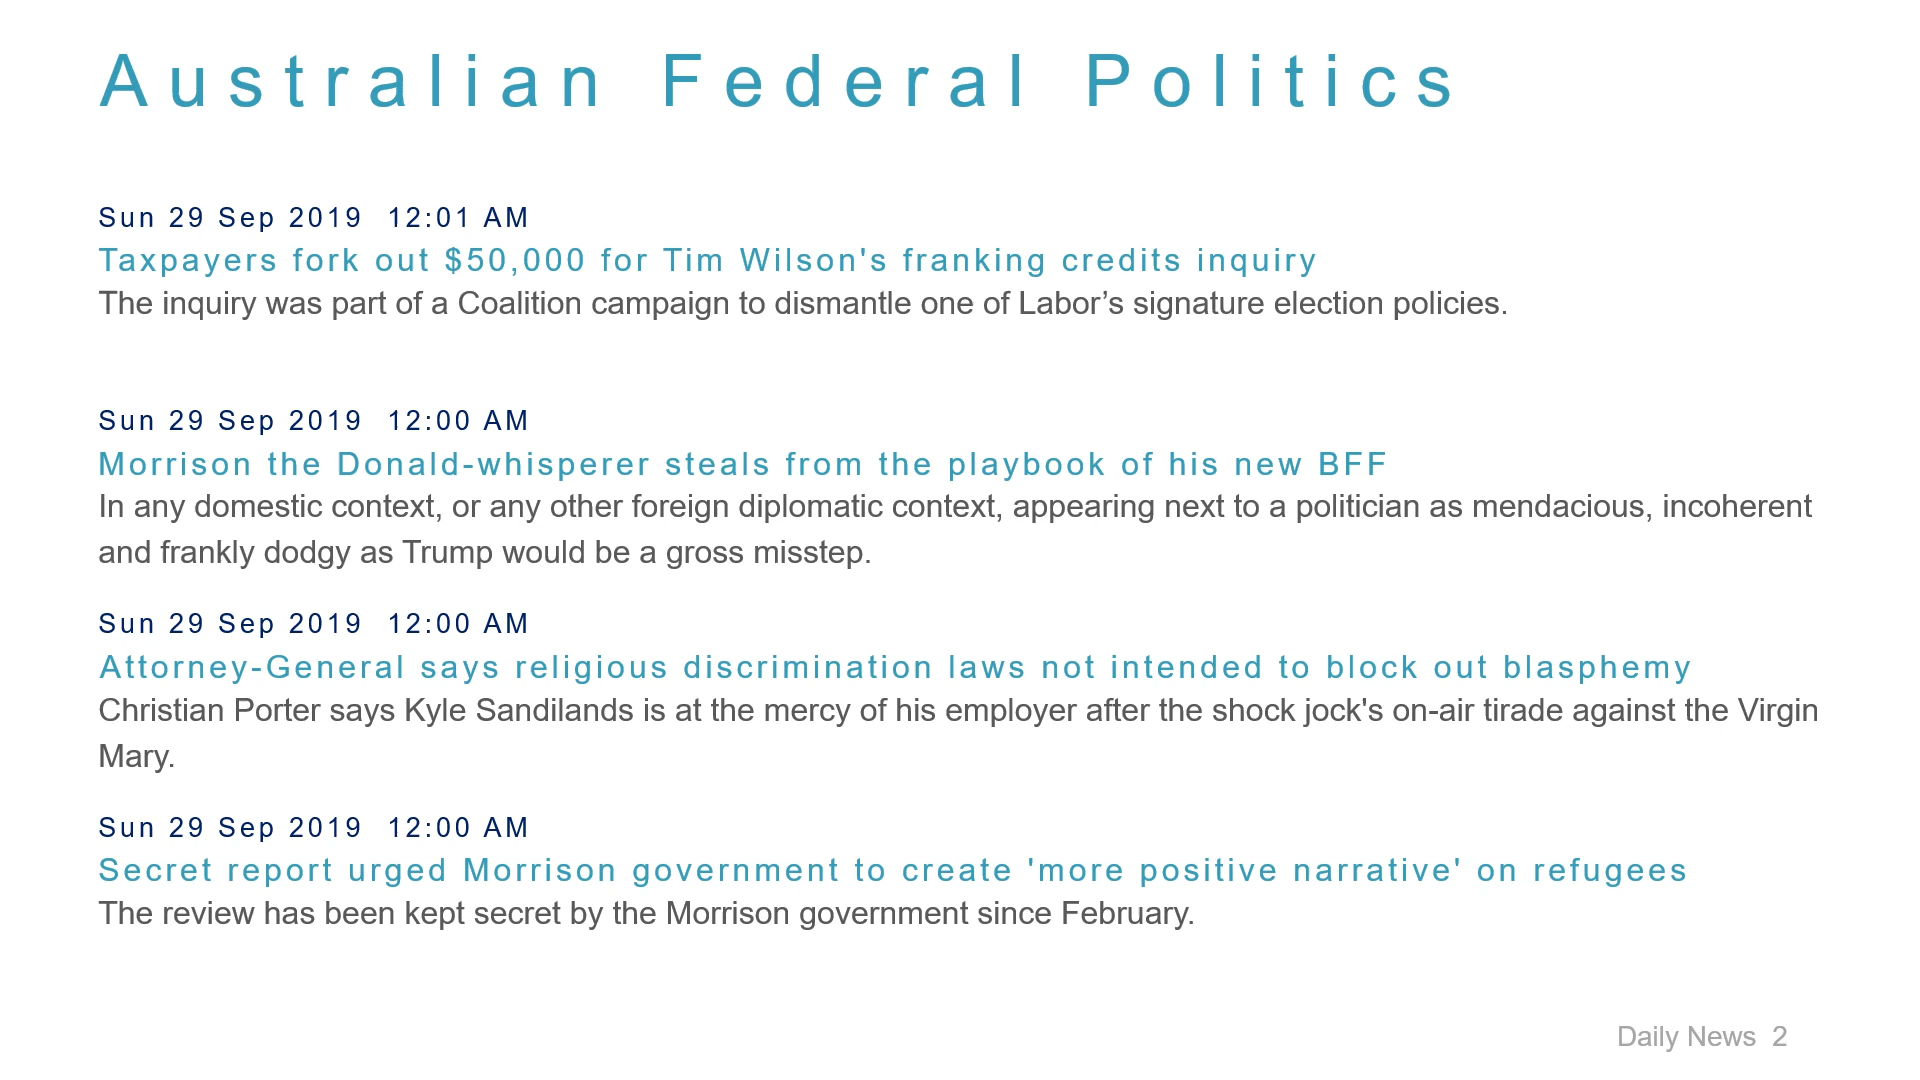 Australian Federal Politics
Sun 29 Sep 2019  12:01 AM
Taxpayers fork out $50,000 for Tim Wilson's franking credits inquiry
The inquiry was part of a Coalition campaign to dismantle one of Labor’s signature election policies.
Sun 29 Sep 2019  12:00 AM
Morrison the Donald-whisperer steals from the playbook of his new BFF
In any domestic context, or any other foreign diplomatic context, appearing next to a politician as mendacious, incoherent
and frankly dodgy as Trump would be a gross misstep.
Sun 29 Sep 2019  12:00 AM
Attorney-General says religious discrimination laws not intended to block out blasphemy
Christian Porter says Kyle Sandilands is at the mercy of his employer after the shock jock's on-air tirade against the Virgin
Mary.
Sun 29 Sep 2019  12:00 AM
Secret report urged Morrison government to create 'more positive narrative' on refugees
The review has been kept secret by the Morrison government since February.
Daily News  2